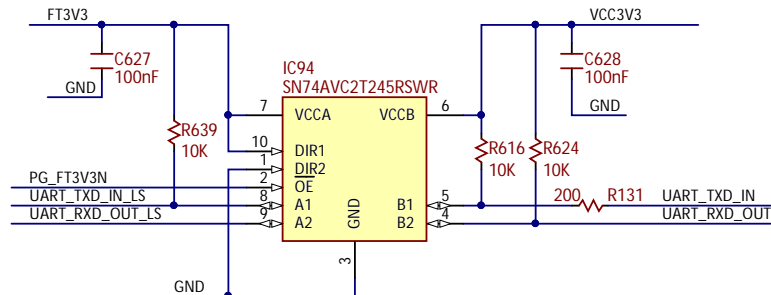 FT3V3
VCC3V3
C627
100nF
GND
IC94
SN74AVC2T245RSWR
C628
100nF
GND
7
VCCA
VCCB
6
R639
10K
10
DIR1
1
DIR2
2
OE
R616
10K
R624
10K
PG_FT3V3N
UART_TXD_IN_LS
8
A1
B1
5
200
R131
UART_TXD_IN
UART_RXD_OUT_LS
9
A2
B2
4
UART_RXD_OUT
GND
3
GND